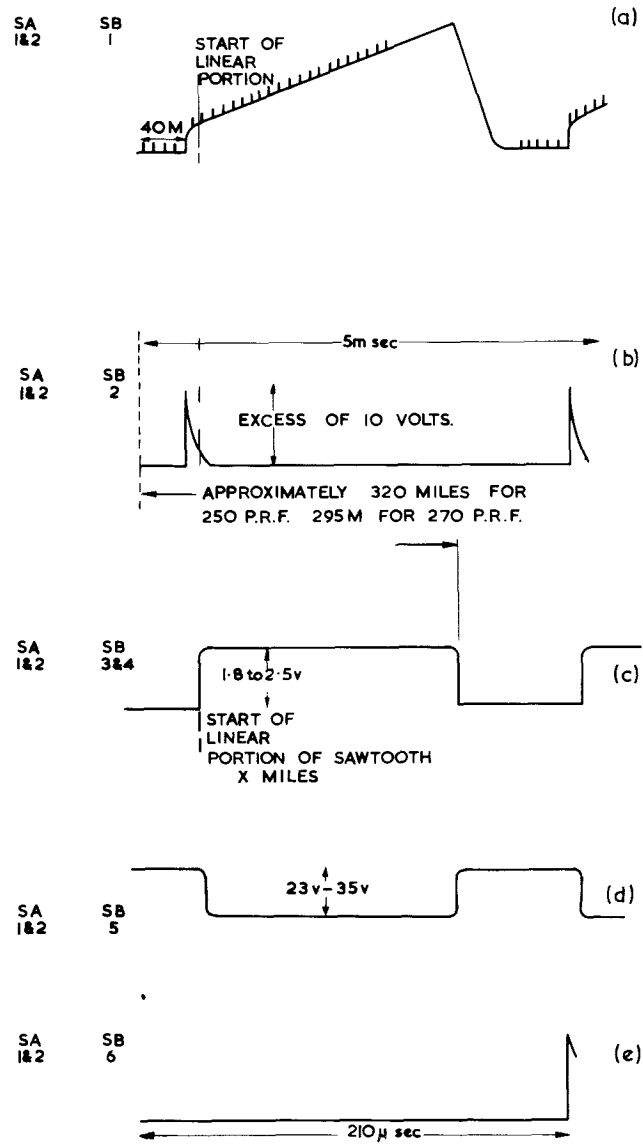 SA SB
1&2 1
(a)
START OF
LINEAR
PORTION
40M
5m sec
(b)
SA SB
1&2 2
EXCESS OF 10 VOLTS.
APPROXIMATELY 320 MILES FOR
250 P.R.F. 295M FOR 270 P.R.F.
SA SB
1&2 3&4
1·8 to 2·5v
(c)
START OF
LINEAR
PORTION OF SAWTOOTH
X MILES
23v-35v
(d)
SA SB
1&2 5
SA SB
1&2 6
(e)
210µ sec